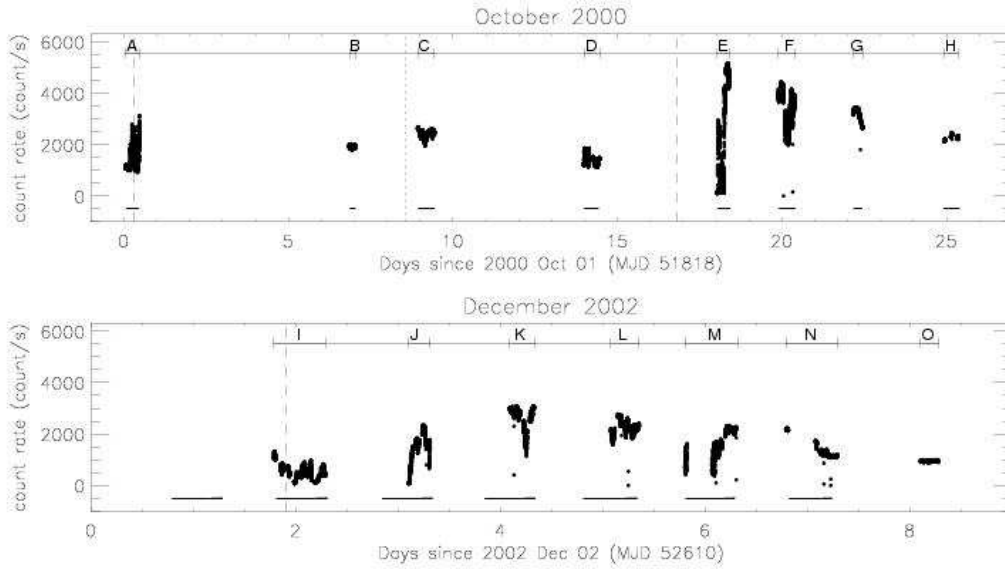 October 2000
A B C D E F G H
6000
4000
2000
0
count rate (count/s)
0 5 10 15 20 25
Days since 2000 Oct 01 (MJD 51818)
December 2002
I J K L M N O
6000
4000
2000
0
count rate (count/s)
0 2 4 6 8
Days since 2002 Dec 02 (MJD 52610)